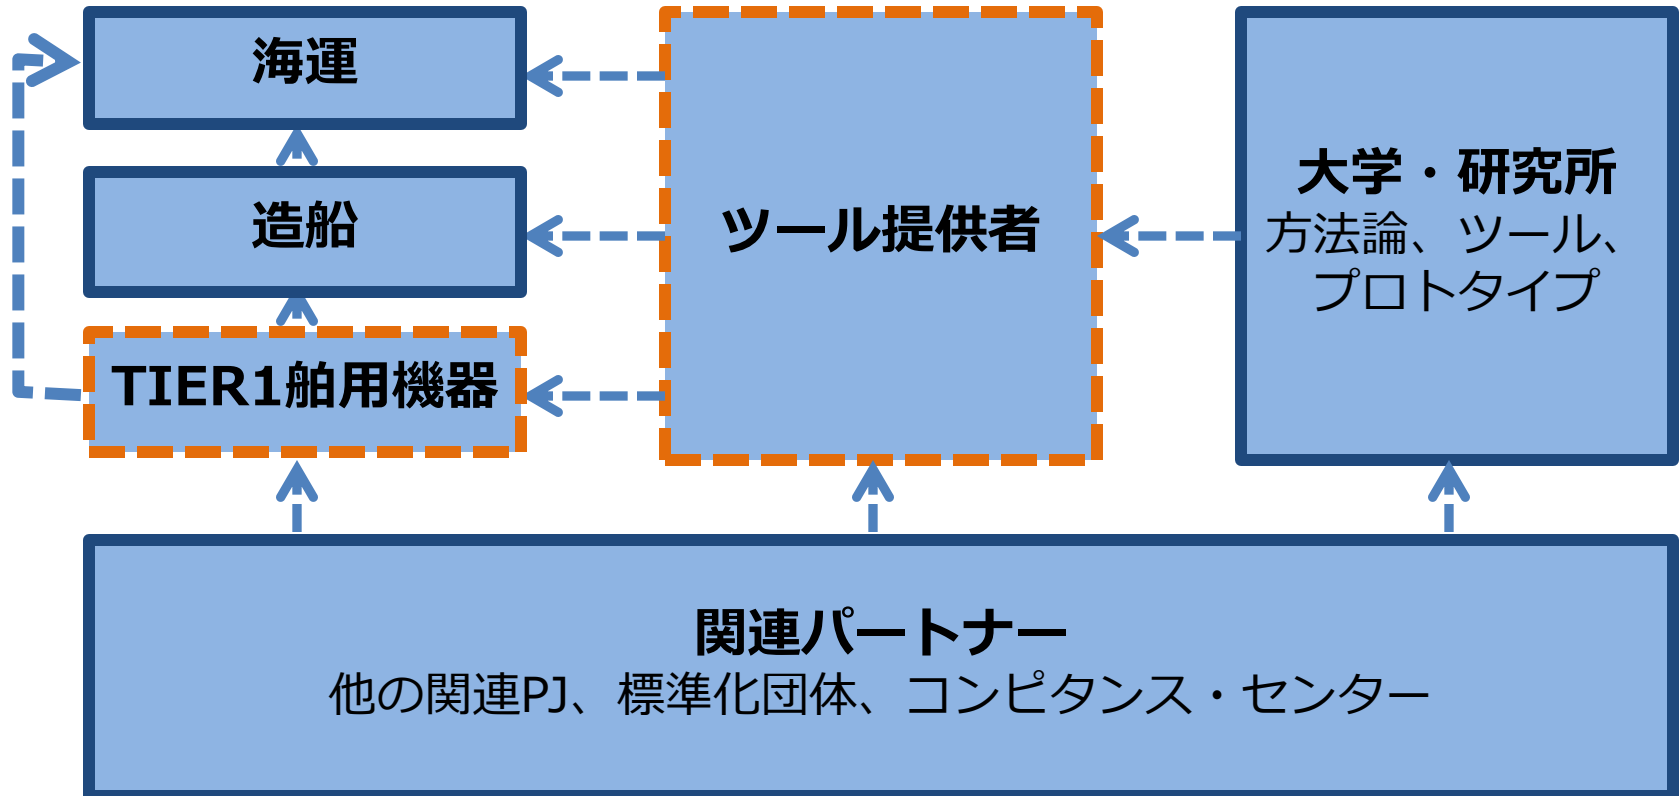 海運
造船
TIER1舶用機器
ツール提供者
大学・研究所
方法論、ツール、
プロトタイプ
関連パートナー
他の関連PJ、標準化団体、コンピタンス・センター